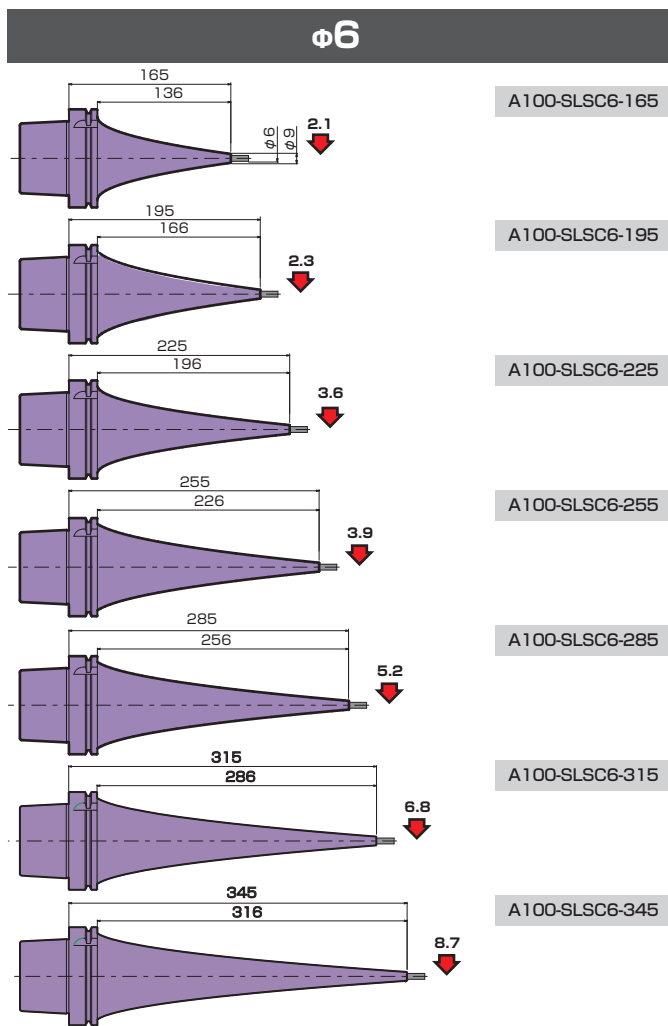 φ6
165
136
A100-SLSC6-165
2.1
φ6
φ9
195
166
A100-SLSC6-195
2.3
225
196
A100-SLSC6-225
3.6
255
226
A100-SLSC6-255
3.9
285
256
A100-SLSC6-285
5.2
315
286
A100-SLSC6-315
6.8
345
316
A100-SLSC6-345
8.7